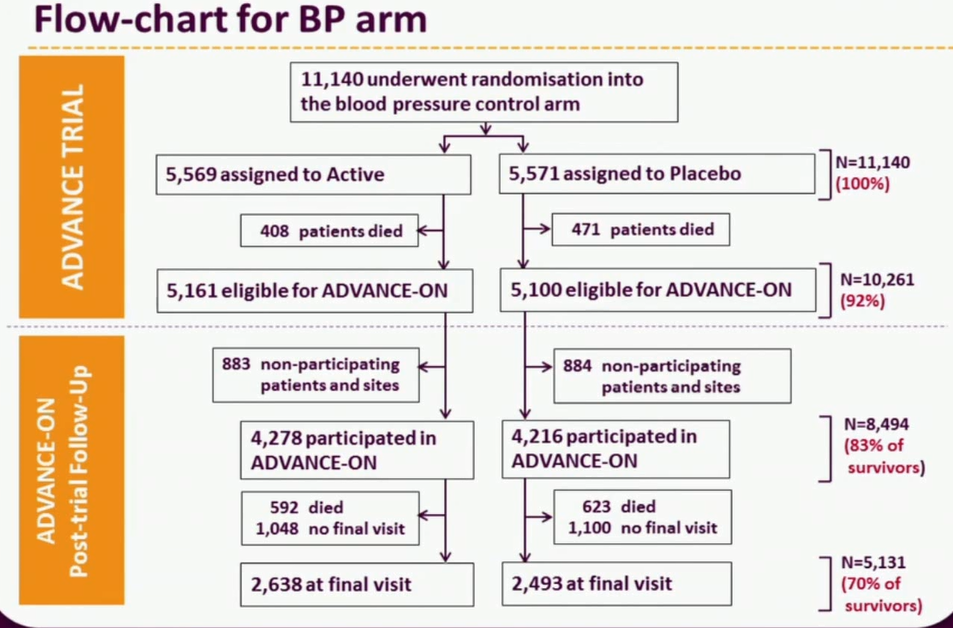 Flow-chart for BP arm
ADVANCE TRIAL
11,140 underwent randomisation into
the blood pressure control arm
5,569 assigned to Active
5,571 assigned to Placebo
N=11,140
(100%)
408 patients died
471 patients died
5,161 eligible for ADVANCE-ON
5,100 eligible for ADVANCE-ON
N=10,261
(92%)
ADVANCE-ON
Post-trial Follow-Up
883 non-participating
patients and sites
884 non-participating
patients and sites
4,278 participated in
ADVANCE-ON
4,216 participated in
ADVANCE-ON
N=8,494
(83% of
survivors)
592 died
1,048 no final visit
623 died
1,100 no final visit
2,638 at final visit
2,493 at final visit
N=5,131
(70% of
survivors)